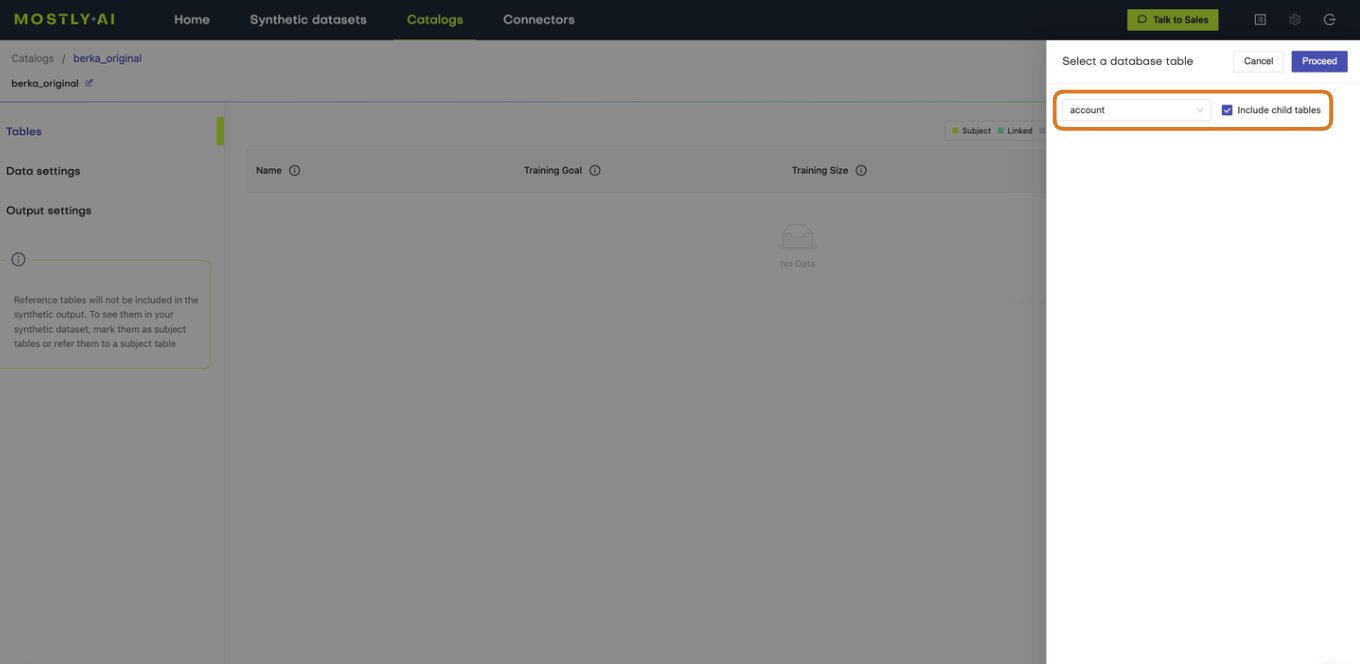 MOSTLY·AI Home Synthetic datasets Catalogs Connectors Talk to Sales
Catalogs / berka_original
berka_original
Select a database table Cancel Proceed
account Include child tables
Tables
Data settings
Output settings
Reference tables will not be included in the
synthetic output. To see them in your
synthetic dataset, mark them as subject
tables or refer them to a subject table
Subject Linked
Name Training Goal Training Size
No Data